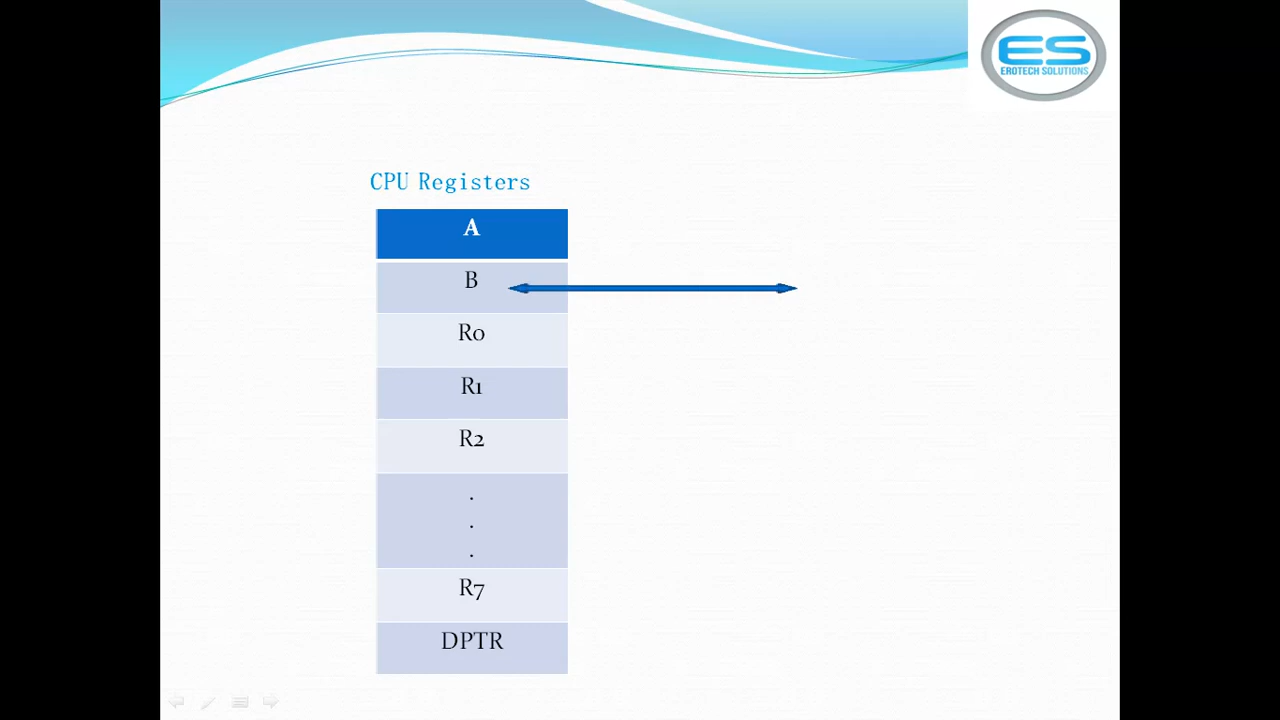 ES
EROTECH SOLUTIONS
CPU Registers
A
B
R0
R1
R2
.
.
.
R7
DPTR